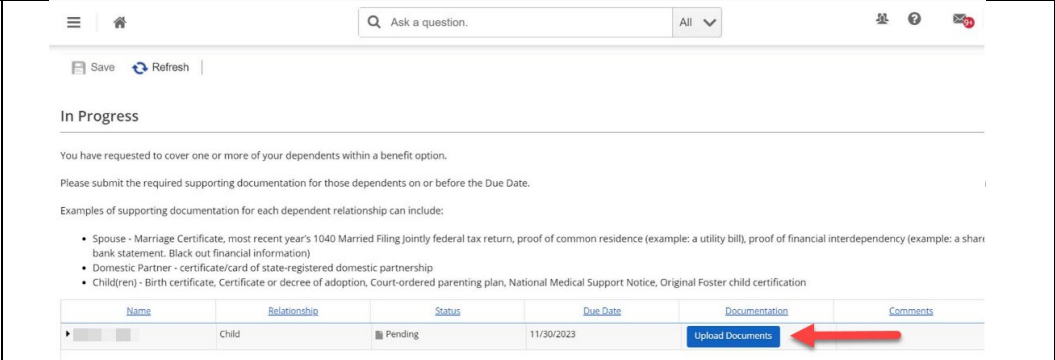 Ask a question.
All
9+
Save
Refresh
In Progress
You have requested to cover one or more of your dependents within a benefit option.
Please submit the required supporting documentation for those dependents on or before the Due Date.
Examples of supporting documentation for each dependent relationship can include:
• Spouse - Marriage Certificate, most recent year's 1040 Married Filing Jointly federal tax return, proof of common residence (example: a utility bill), proof of financial interdependency (example: a share
bank statement. Black out financial information)
• Domestic Partner - certificate/card of state-registered domestic partnership
• Child(ren) - Birth certificate, Certificate or decree of adoption, Court-ordered parenting plan, National Medical Support Notice, Original Foster child certification
Name Relationship Status Due Date Documentation Comments
Child Pending 11/30/2023 Upload Documents